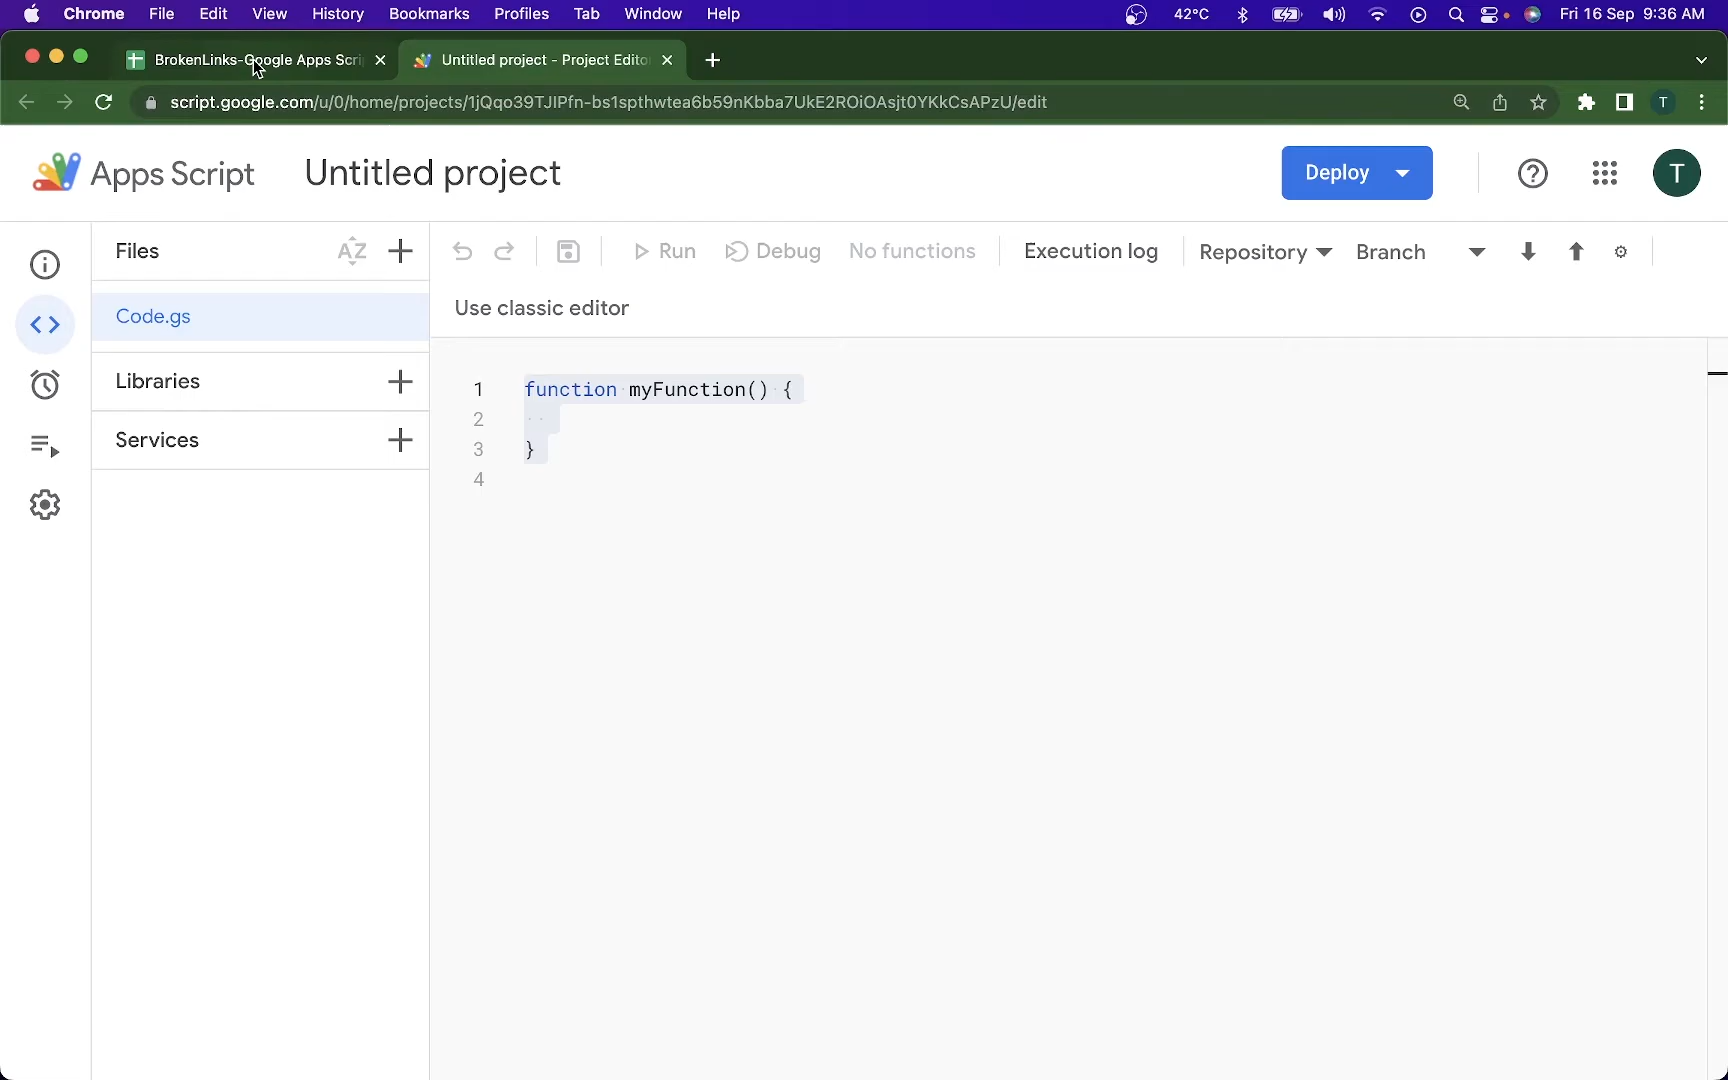 Chrome File Edit View History Bookmarks Profiles Tab Window Help 42°C Fri 16 Sep 9:36 AM
BrokenLinks-Google Apps Scri Untitled project - Project Edito
script.google.com/u/0/home/projects/1jQqo39TJIPfn-bs1spthwtea6b59nKbba7UkE2ROiOAsjt0YKkCsAPzU/edit T
Apps Script Untitled project Deploy T
Files AZ Run Debug No functions Execution log Repository Branch
Code.gs
Use classic editor
Libraries
Services
1 function myFunction() {
2
3 }
4